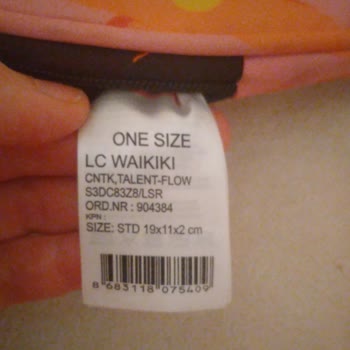 ONE SIZE
LC WAIKIKI
CNTK,TALENT-FLOW
S3DC83Z8/LSR
ORD.NR : 904384
KPN :
SIZE: STD 19x11x2 cm
8 683118 075409